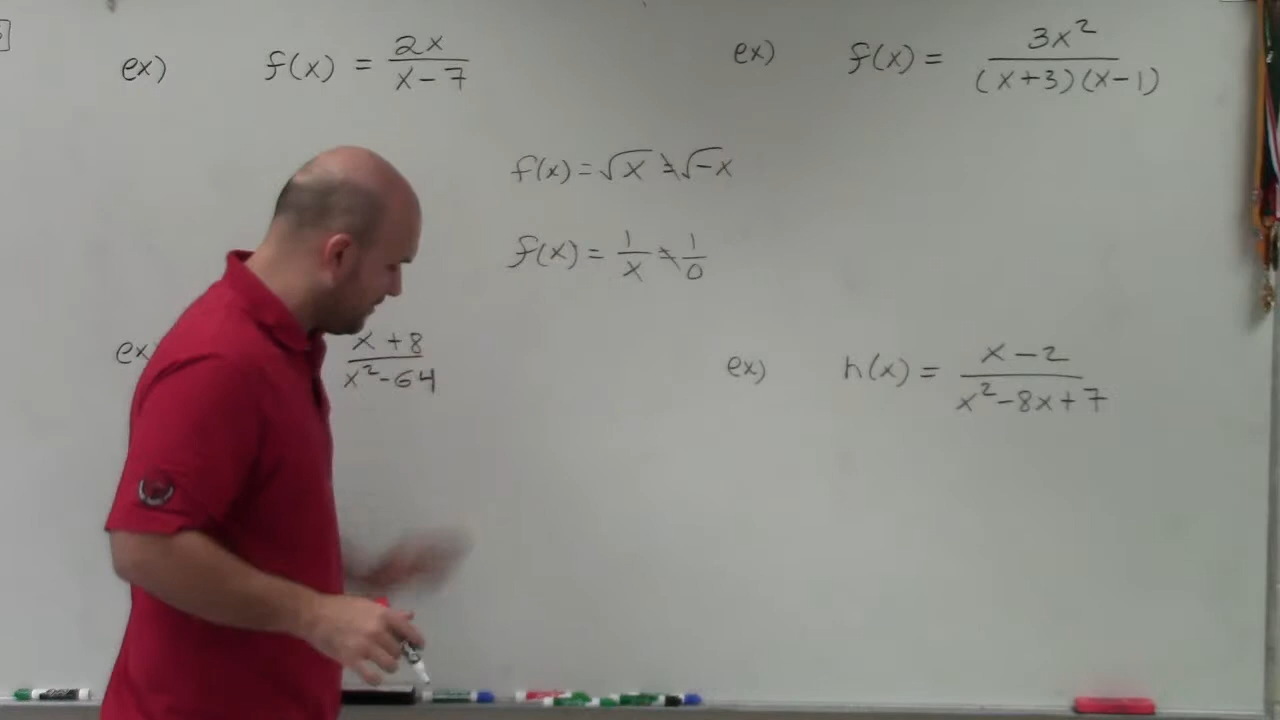 ex) f(x) = 2x / x - 7
ex) f(x) = 3x² / (x+3)(x-1)
f(x) = √x ≠ √-x
f(x) = 1/x ≠ 1/0
ex) x + 8 / x² - 64
ex) h(x) = x - 2 / x² - 8x + 7